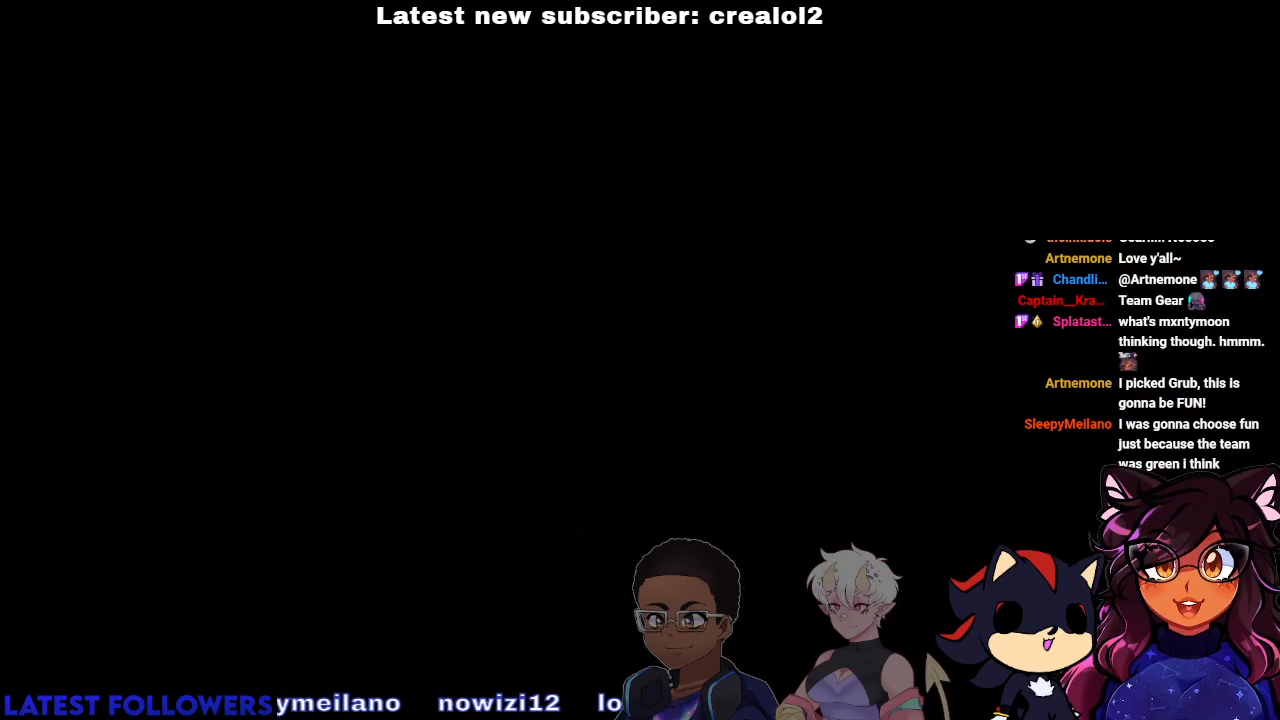 Latest new subscriber: crealol2
Artnemone Love y'all~
Chandli... @Artnemone
Captain__Kra... Team Gear
Splatast... what's mxntymoon
thinking though. hmmm.
Artnemone I picked Grub, this is
gonna be FUN!
SleepyMeilano I was gonna choose fun
just because the team
was green i think
LATEST FOLLOWERS ymeilano nowizi12 lo